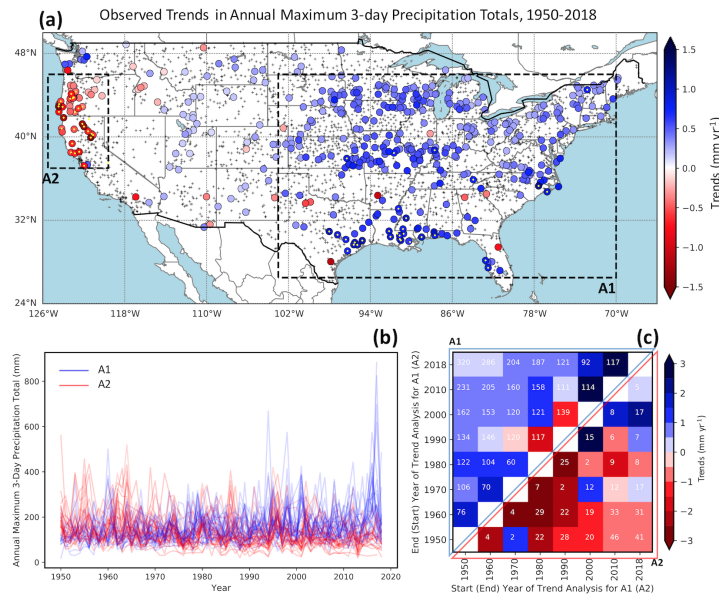 Observed Trends in Annual Maximum 3-day Precipitation Totals, 1950-2018
(a)
48°N
40°N
32°N
24°N
A2
A1
126°W 118°W 110°W 102°W 94°W 86°W 78°W 70°W
1.5
1.0
0.5
0.0
−0.5
−1.0
−1.5
Trends (mm yr⁻¹)
(b)
A1
A2
Annual Maximum 3-Day Precipitation Total (mm)
800
600
400
200
0
1950 1960 1970 1980 1990 2000 2010 2020
Year
A1
(c)
End (Start) Year of Trend Analysis for A1 (A2)
2018 320 286 204 187 121 92 117
2010 231 205 160 158 111 114 5
2000 162 153 120 121 139 8 17
1990 134 146 120 117 15 6 7
1980 122 104 60 25 2 9 8
1970 106 70 7 2 12 12 17
1960 76 4 29 22 19 33 31
1950 4 2 22 28 20 46 41
1950 1960 1970 1980 1990 2000 2010 2018
Start (End) Year of Trend Analysis for A1 (A2)
A2
3
2
1
0
−1
−2
−3
Trends (mm yr⁻¹)